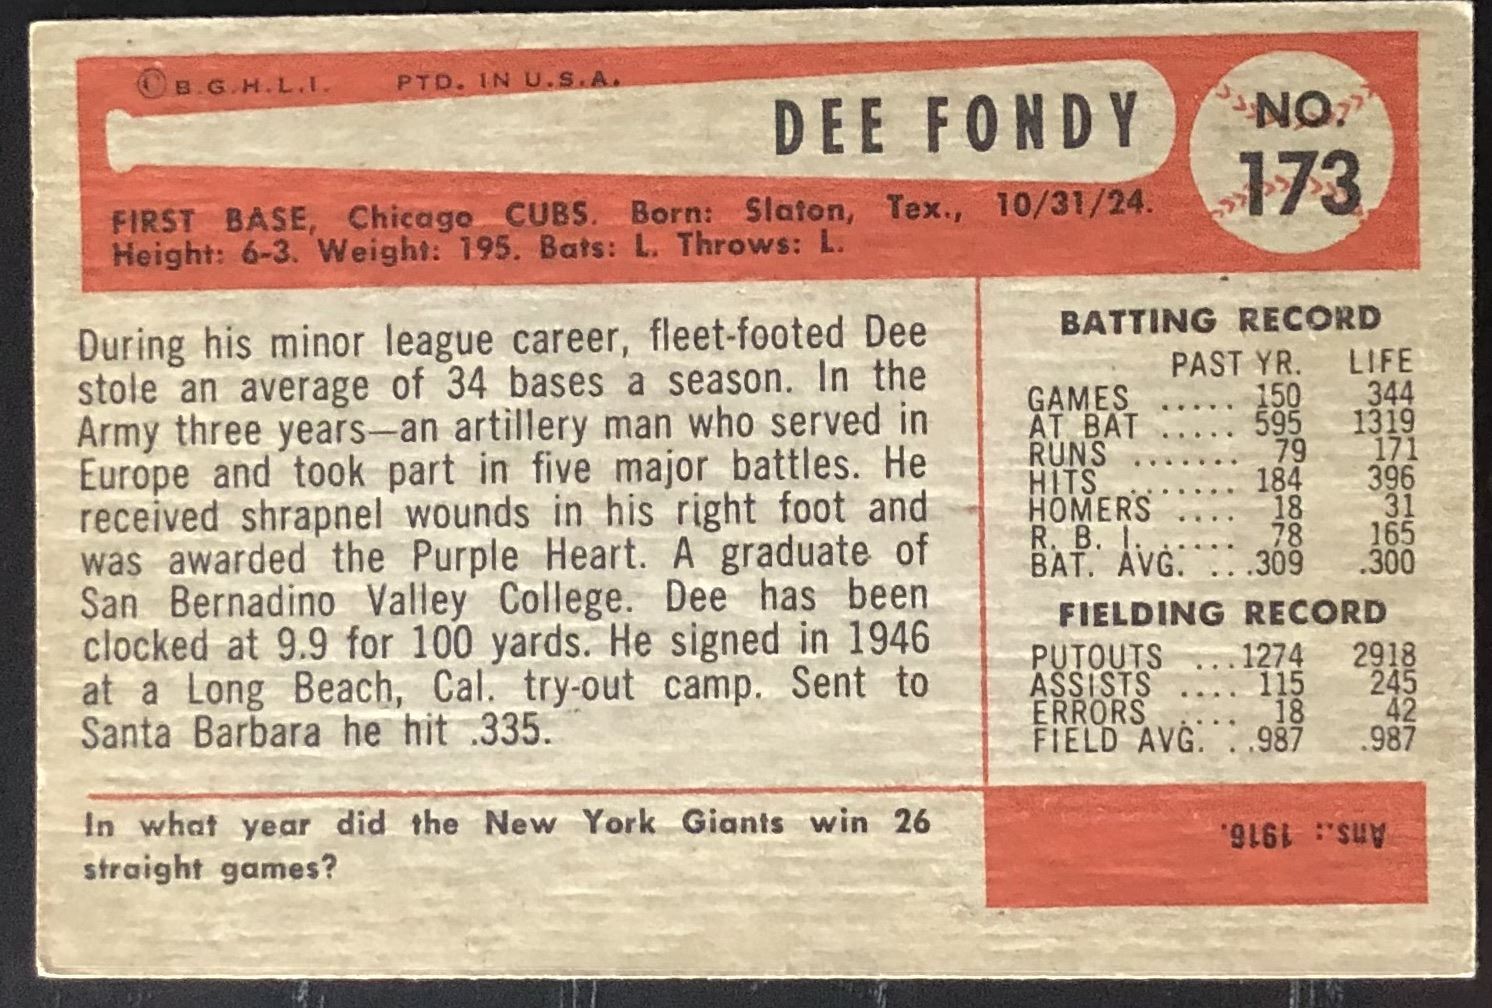 © B.G.H.L.I. PTD. IN U.S.A.
DEE FONDY
NO.
173
FIRST BASE, Chicago CUBS. Born: Slaton, Tex., 10/31/24.
Height: 6-3. Weight: 195. Bats: L. Throws: L.
During his minor league career, fleet-footed Dee
stole an average of 34 bases a season. In the
Army three years—an artillery man who served in
Europe and took part in five major battles. He
received shrapnel wounds in his right foot and
was awarded the Purple Heart. A graduate of
San Bernadino Valley College. Dee has been
clocked at 9.9 for 100 yards. He signed in 1946
at a Long Beach, Cal. try-out camp. Sent to
Santa Barbara he hit .335.
BATTING RECORD
PAST YR. LIFE
GAMES ..... 150 344
AT BAT ..... 595 1319
RUNS ....... 79 171
HITS ........ 184 396
HOMERS .... 18 31
R. B. I. ...... 78 165
BAT. AVG. ...309 .300
FIELDING RECORD
PUTOUTS ...1274 2918
ASSISTS .... 115 245
ERRORS .... 18 42
FIELD AVG. ..987 .987
In what year did the New York Giants win 26
straight games?
Ans.: 1916.